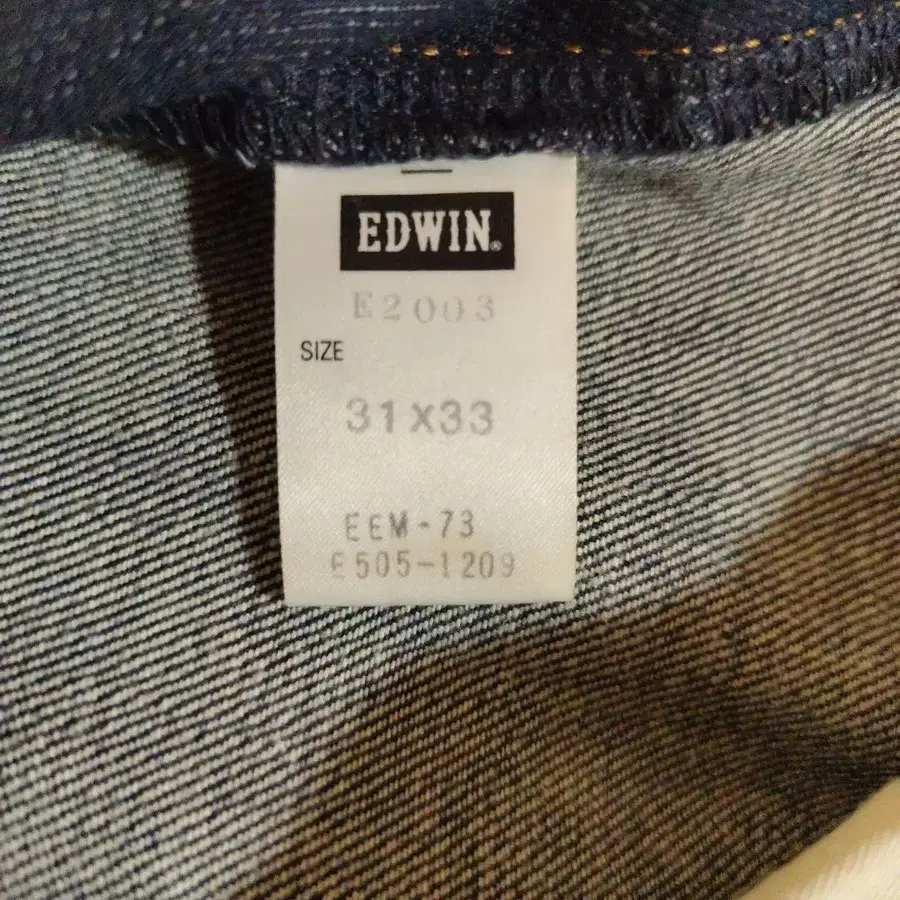 EDWIN®
E2003
SIZE
31X33
EEM-73
E505-1209